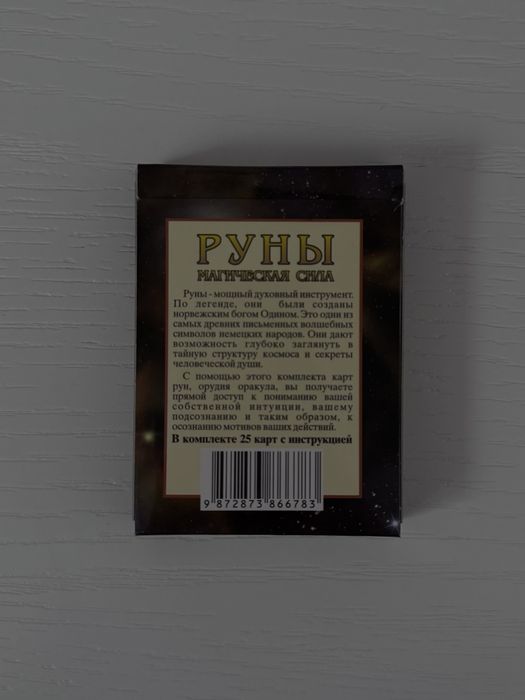 РУНЫ
МАГИЧЕСКАЯ СИЛА
Руны - мощный духовный инструмент.
По легенде, они были созданы
норвежским богом Одином. Это одни из
самых древних письменных волшебных
символов немецких народов. Они дают
возможность глубоко заглянуть в
тайную структуру космоса и секреты
человеческой души.
С помощью этого комплекта карт
рун, орудия оракула, вы получаете
прямой доступ к пониманию вашей
собственной интуиции, вашему
подсознанию и таким образом, к
осознанию мотивов ваших действий.
В комплекте 25 карт с инструкцией
9 872873 866783